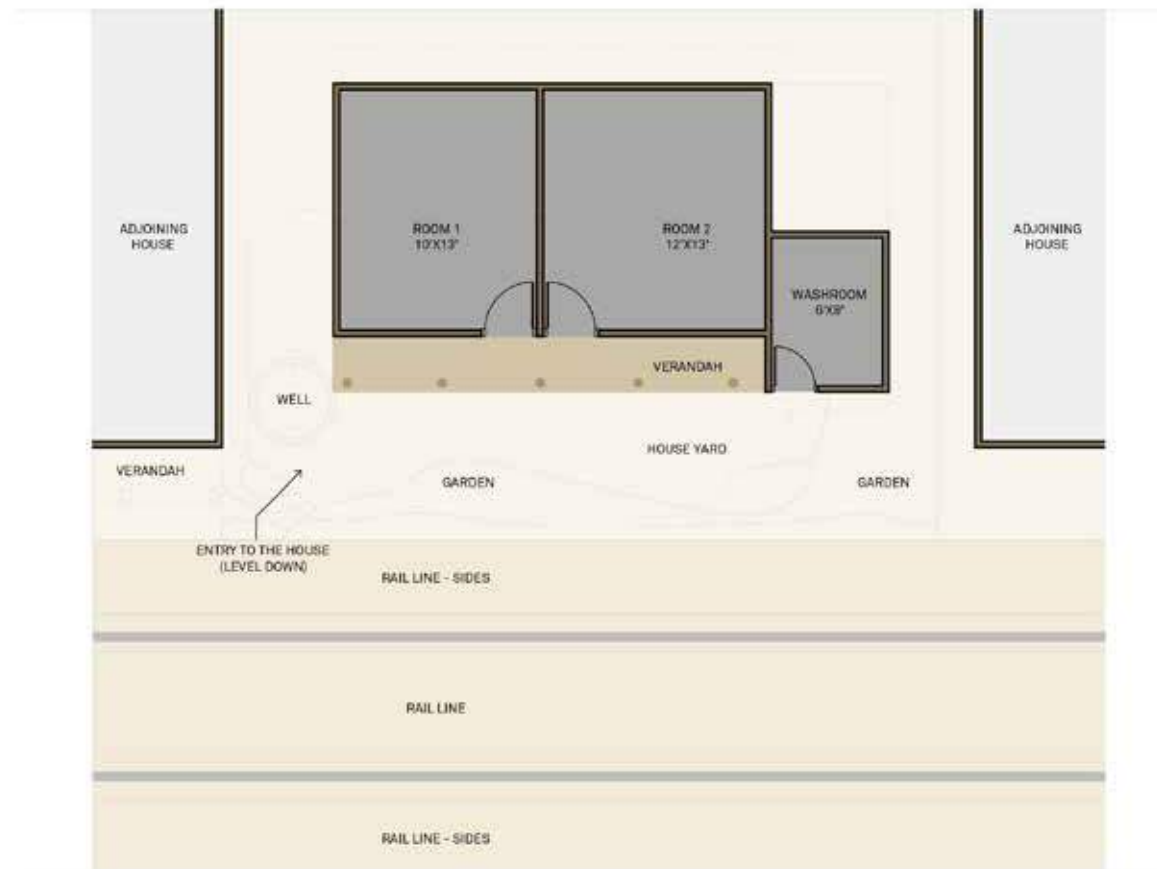 ADJOINING
HOUSE
ROOM 1
10'X13"
ROOM 2
12'X13"
ADJOINING
HOUSE
WASHROOM
6'X8"
VERANDAH
WELL
HOUSE YARD
VERANDAH
GARDEN
GARDEN
ENTRY TO THE HOUSE
(LEVEL DOWN)
RAIL LINE - SIDES
RAIL LINE
RAIL LINE - SIDES